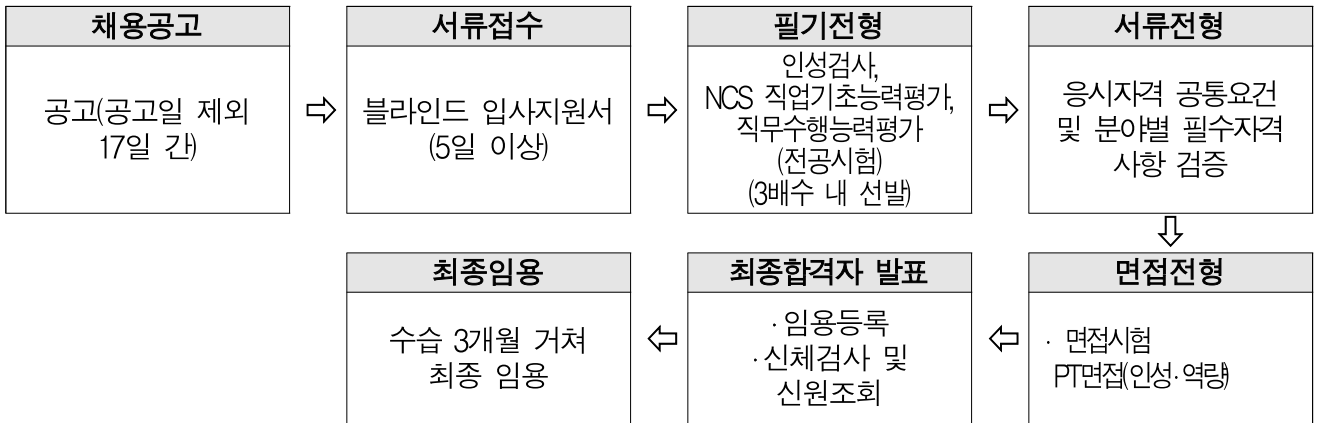 채용공고
공고(공고일 제외
17일 간)
⇨
서류접수
블라인드 입사지원서
(5일 이상)
⇨
필기전형
인성검사,
NCS 직업기초능력평가,
직무수행능력평가
(전공시험)
(3배수 내 선발)
⇨
서류전형
응시자격 공통요건
및 분야별 필수자격
사항 검증
⇩
면접전형
· 면접시험
PT면접(인성·역량)
⇦
최종합격자 발표
·임용등록
·신체검사 및
신원조회
⇦
최종임용
수습 3개월 거쳐
최종 임용